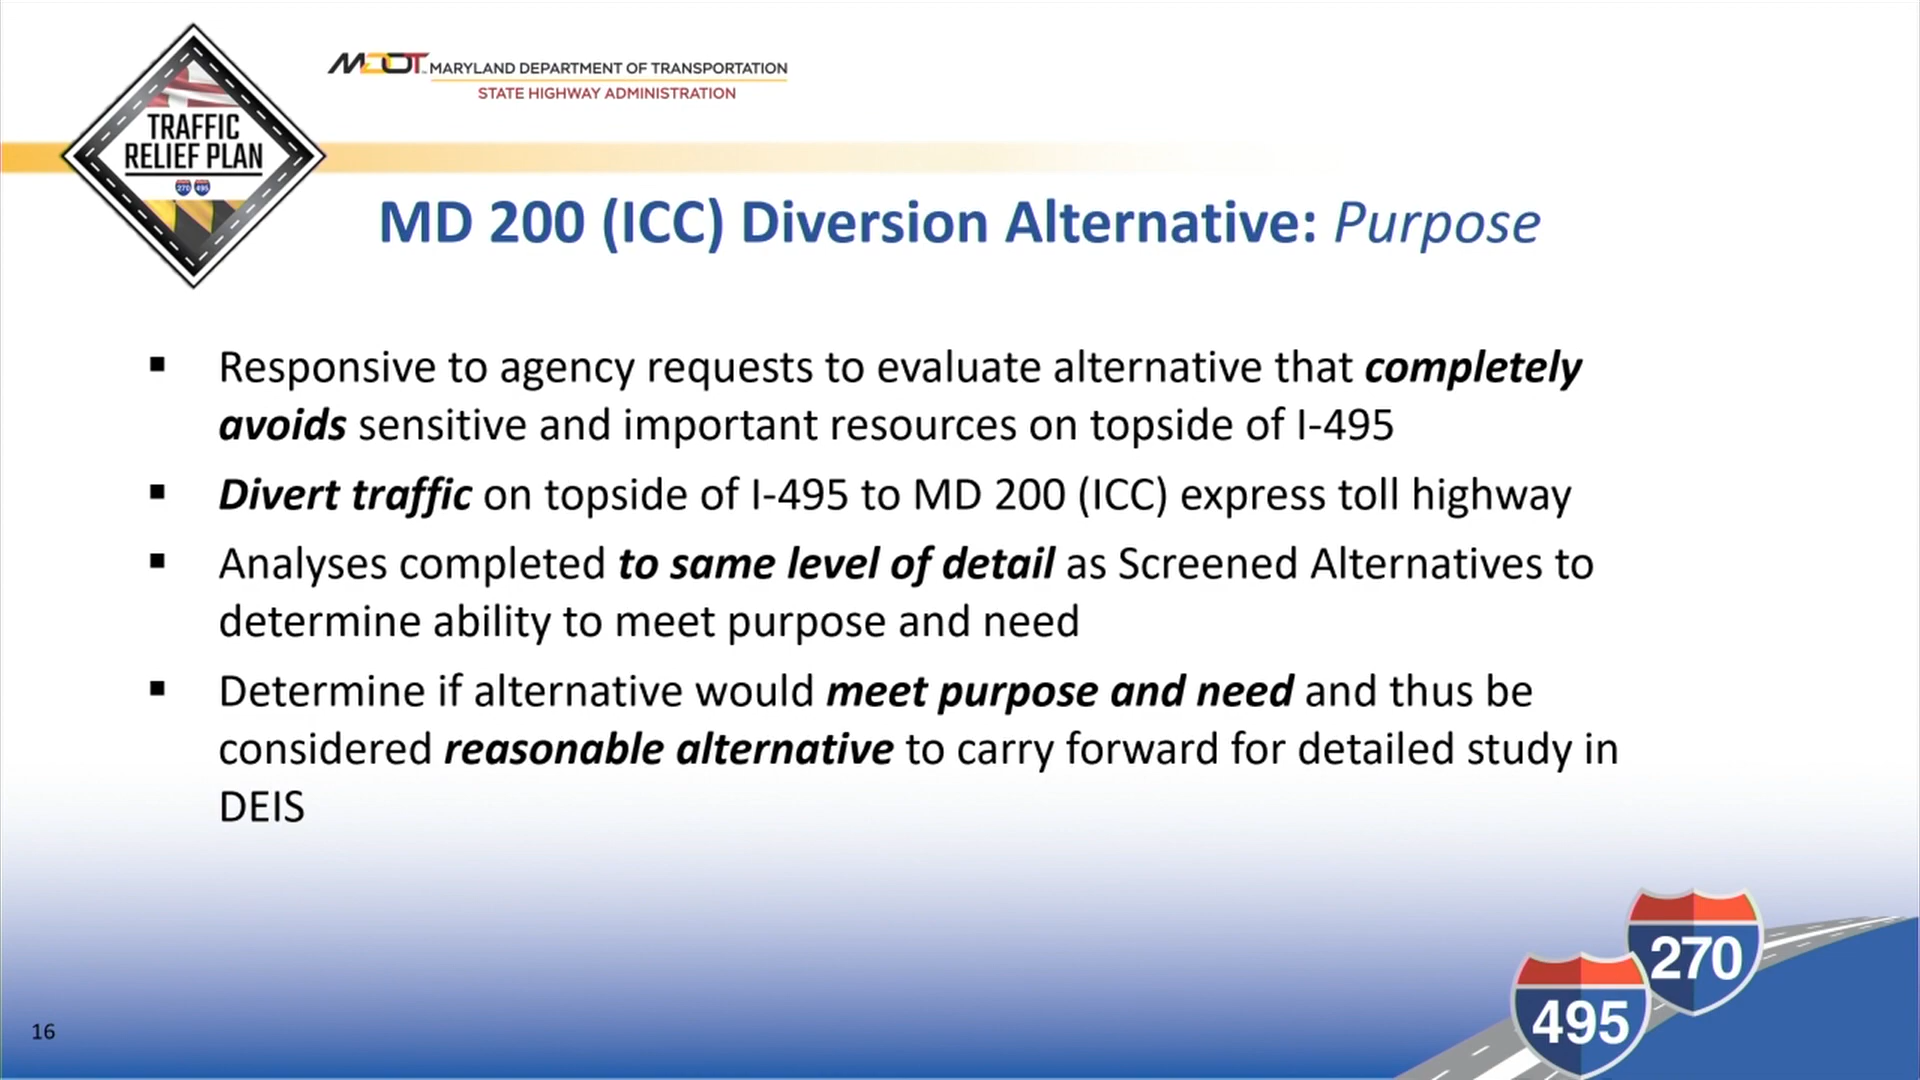 MDOT MARYLAND DEPARTMENT OF TRANSPORTATION
STATE HIGHWAY ADMINISTRATION
TRAFFIC
RELIEF PLAN
270 495
MD 200 (ICC) Diversion Alternative: Purpose
▪ Responsive to agency requests to evaluate alternative that completely
avoids sensitive and important resources on topside of I-495
▪ Divert traffic on topside of I-495 to MD 200 (ICC) express toll highway
▪ Analyses completed to same level of detail as Screened Alternatives to
determine ability to meet purpose and need
▪ Determine if alternative would meet purpose and need and thus be
considered reasonable alternative to carry forward for detailed study in
DEIS
270
495
16